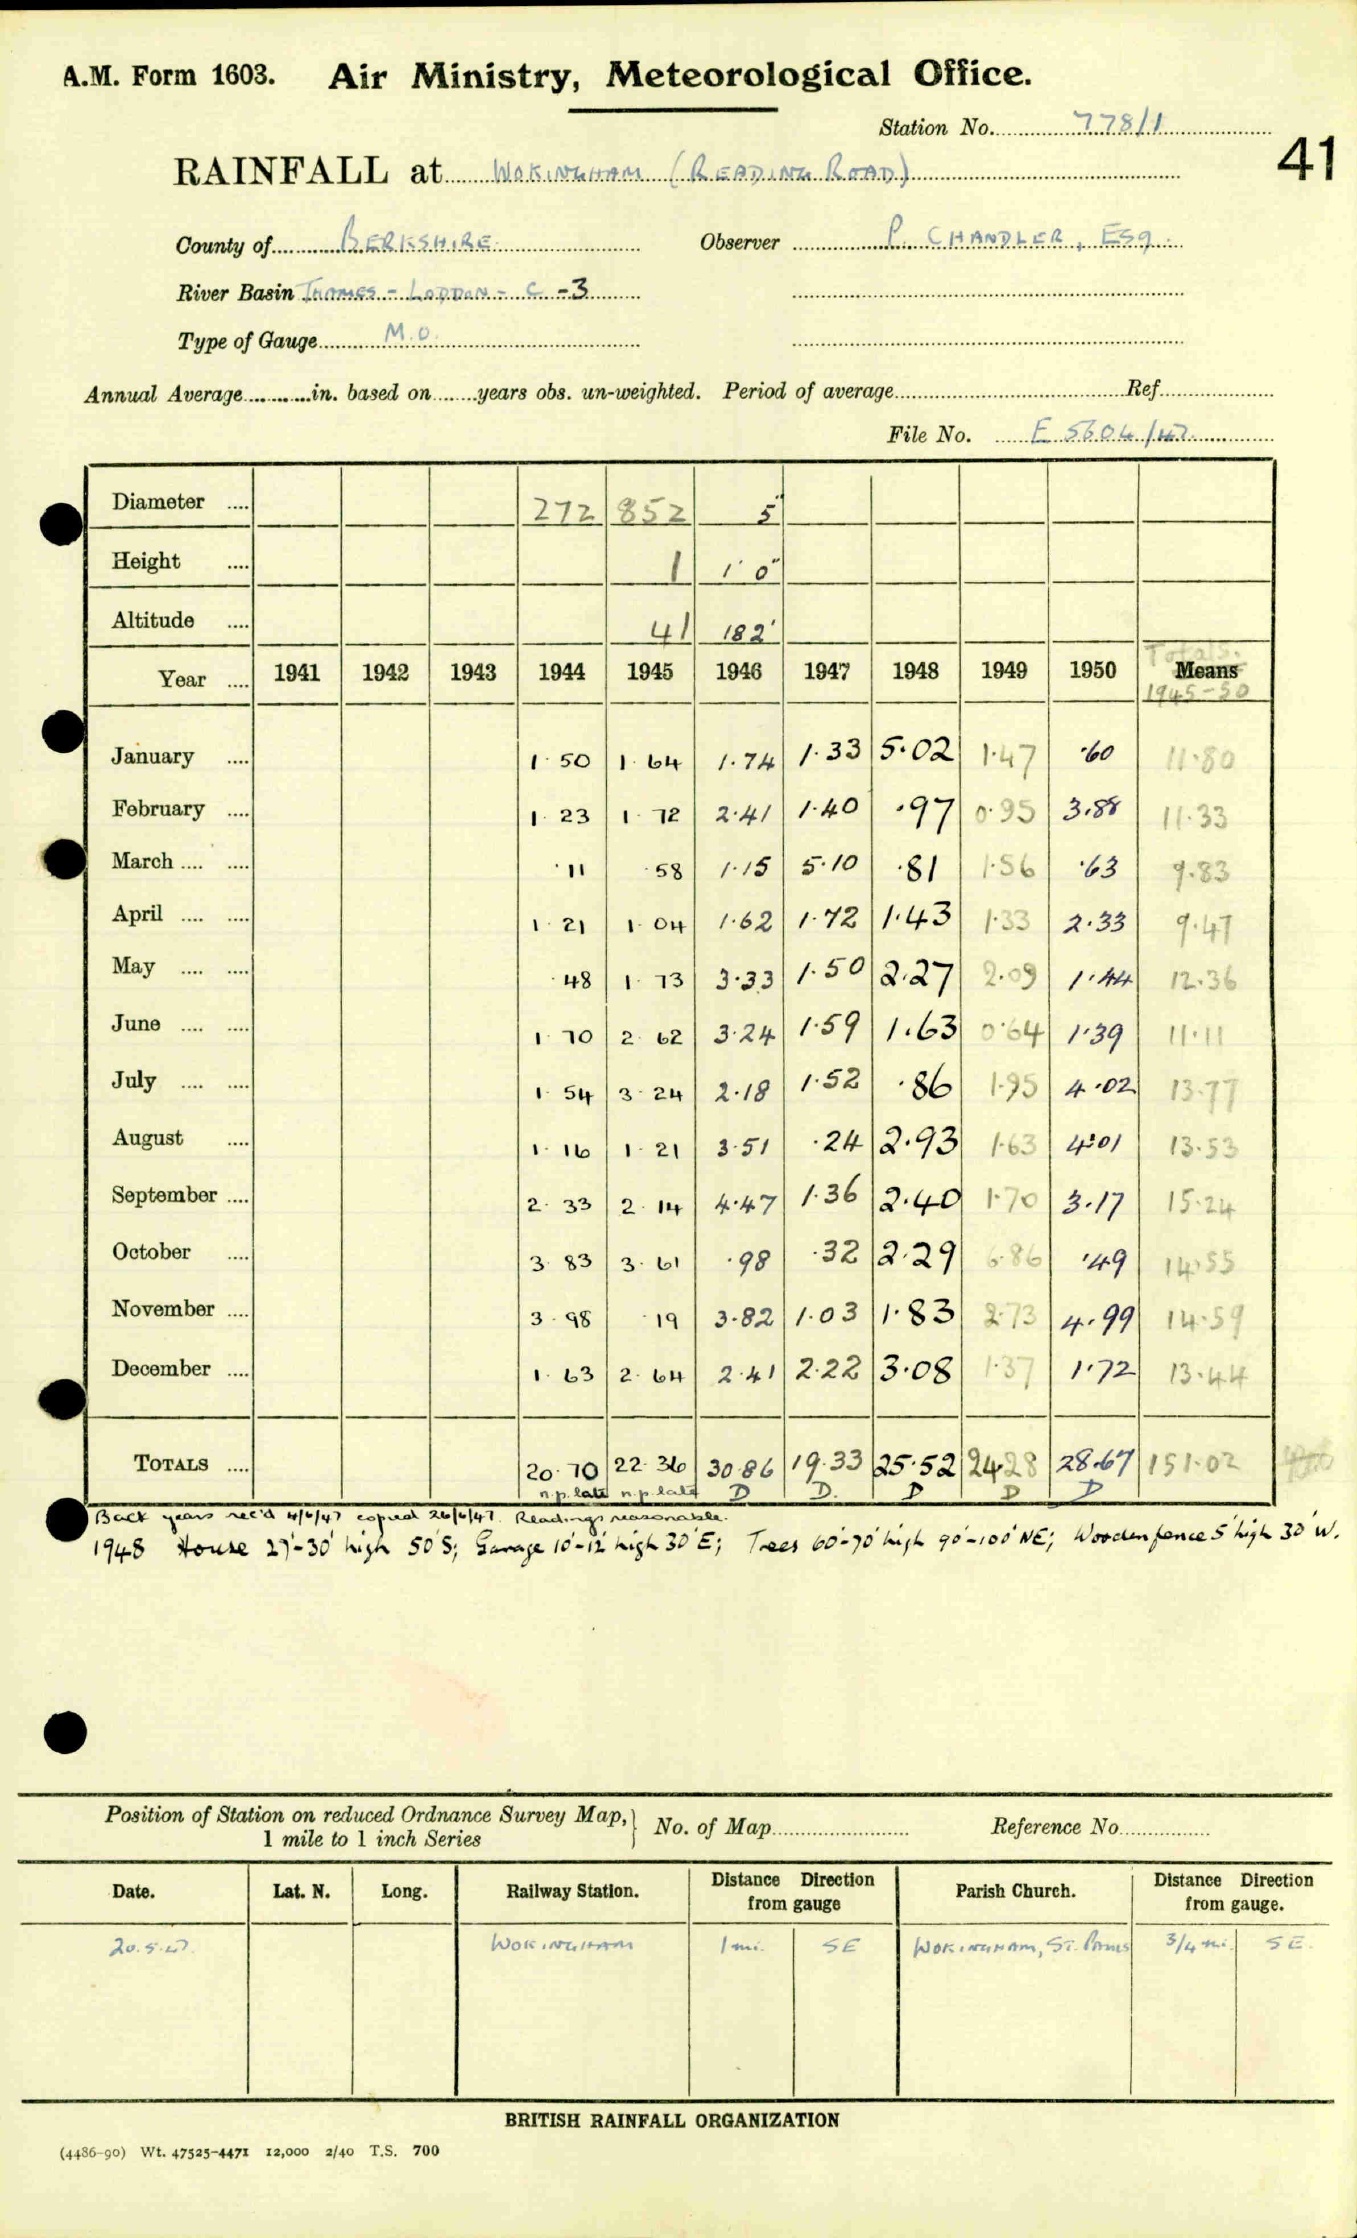 A.M. Form 1603. Air Ministry, Meteorological Office.
Station No. 778/1
41
RAINFALL at WOKINGHAM (READING ROAD)
County of BERKSHIRE Observer P. CHANDLER, ESQ.
River Basin THAMES - LODDON - C -3
Type of Gauge M.O.
Annual Average in. based on years obs. un-weighted. Period of average Ref.
File No. E 5604/47
Diameter 272 852 5"
Height 1 1' 0"
Altitude 41 182'
Totals.
Year 1941 1942 1943 1944 1945 1946 1947 1948 1949 1950 Means
1945-50
January 1.50 1.64 1.74 1.33 5.02 1.47 .60 11.80
February 1.23 1.72 2.41 1.40 .97 0.95 3.88 11.33
March .11 .58 1.15 5.10 .81 1.56 .63 9.83
April 1.21 1.04 1.62 1.72 1.43 1.33 2.33 9.47
May .48 1.73 3.33 1.50 2.27 2.09 1.44 12.36
June 1.70 2.62 3.24 1.59 1.63 0.64 1.39 11.11
July 1.54 3.24 2.18 1.52 .86 1.95 4.02 13.77
August 1.16 1.21 3.51 .24 2.93 1.63 4.01 13.53
September 2.33 2.14 4.47 1.36 2.40 1.70 3.17 15.24
October 3.83 3.61 .98 .32 2.29 6.86 .49 14.55
November 3.98 .19 3.82 1.03 1.83 2.73 4.99 14.59
December 1.63 2.64 2.41 2.22 3.08 1.37 1.72 13.44
TOTALS 20.70 22.36 30.86 19.33 25.52 24.28 28.67 151.02
n.p. late n.p. late D D. D D D
Back years rec'd 4/6/47 copied 26/6/47. Readings reasonable.
1948 House 27'-30' high 50'S; Garage 10'-12' high 30'E; Trees 60'-70' high 90'-100' NE; Wooden fence 5' high 30' W.
Position of Station on reduced Ordnance Survey Map, 1 mile to 1 inch Series No. of Map Reference No.
Date. Lat. N. Long. Railway Station. Distance Direction from gauge Parish Church. Distance Direction from gauge.
20.5.47. WOKINGHAM 1 mi. SE WOKINGHAM, ST. PAULS 3/4 mi. SE.
BRITISH RAINFALL ORGANIZATION
(4486-90) Wt. 47525-4471 12,000 2/40 T.S. 700